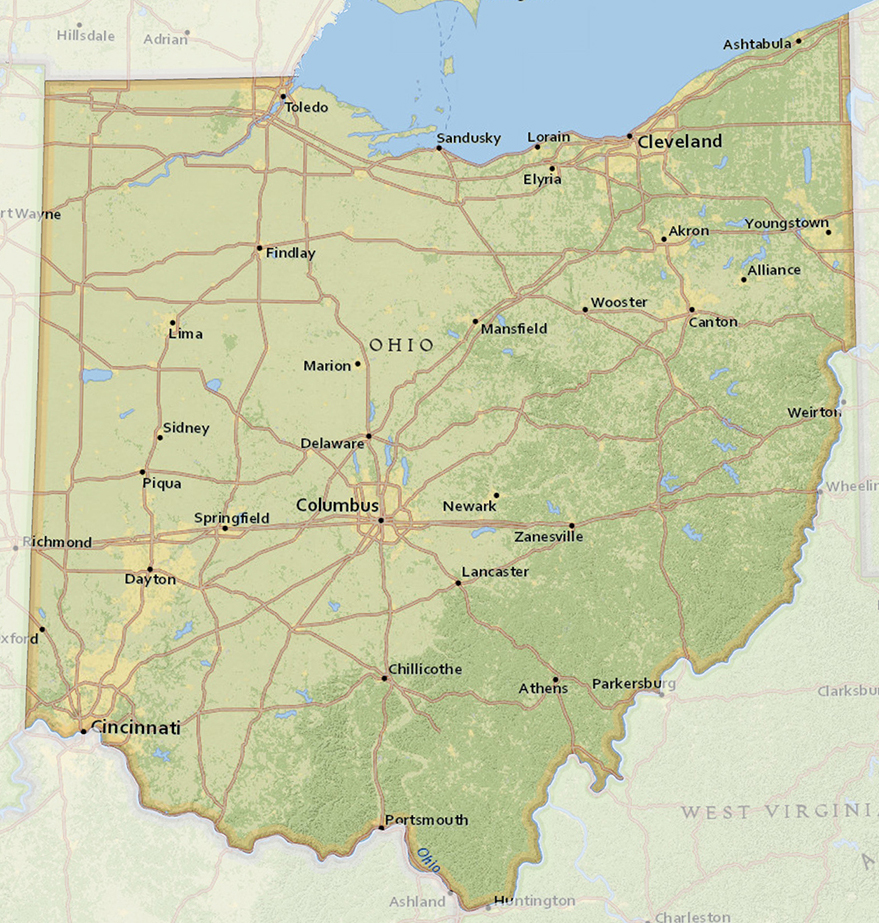 Hillsdale
Adrian
Ashtabula
Toledo
Sandusky
Lorain
Cleveland
Elyria
rt Wayne
Youngstown
Akron
Findlay
Alliance
Wooster
Canton
Lima
Mansfield
OHIO
Marion
Weirton
Sidney
Delaware
Piqua
Wheelin
Columbus
Newark
Springfield
Zanesville
Richmond
Dayton
Lancaster
xford
Chillicothe
Athens
Parkersburg
Clarksbu
Cincinnati
WEST VIRGINIA
Portsmouth
Ohio
A
Ashland
Huntington
Charleston